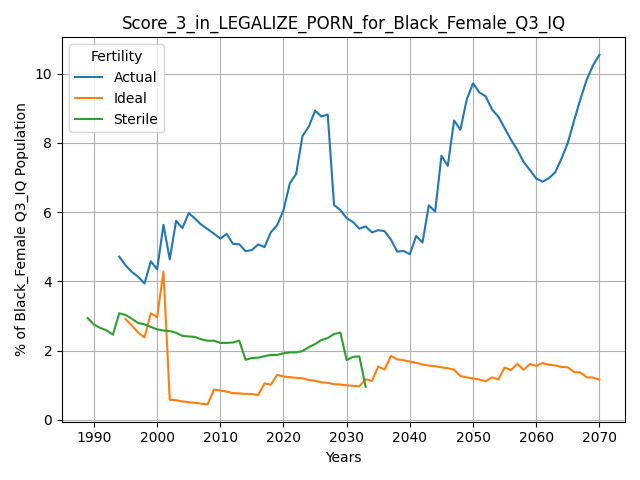 Score_3_in_LEGALIZE_PORN_for_Black_Female_Q3_IQ
Fertility
Actual
Ideal
Sterile
% of Black_Female Q3_IQ Population
10
8
6
4
2
0
1990 2000 2010 2020 2030 2040 2050 2060 2070
Years